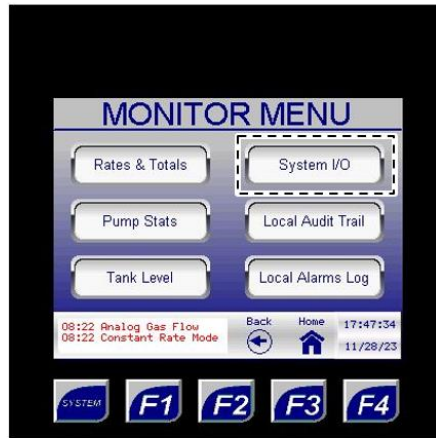 MONITOR MENU
Rates & Totals
System I/O
Pump Stats
Local Audit Trail
Tank Level
Local Alarms Log
08:22 Analog Gas Flow
08:22 Constant Rate Mode
Back
Home
17:47:34
11/28/23
SYSTEM
F1
F2
F3
F4